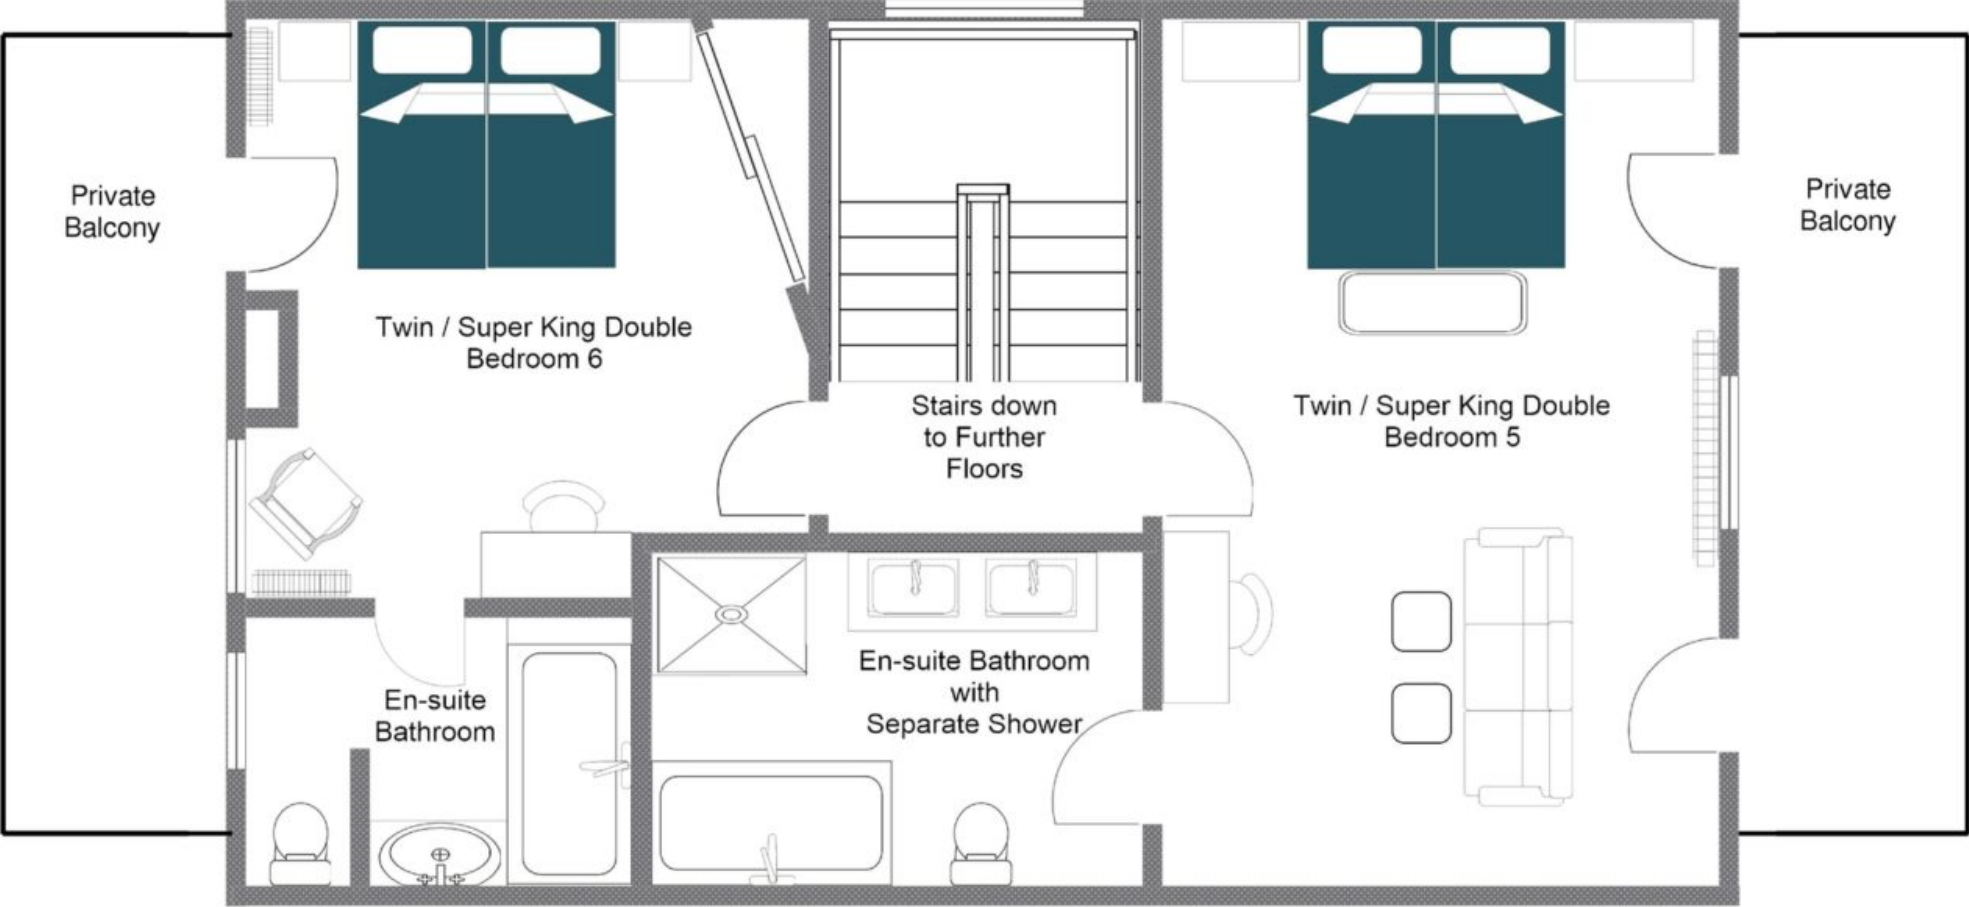 Private
Balcony
Twin / Super King Double
Bedroom 6
Stairs down
to Further
Floors
Twin / Super King Double
Bedroom 5
Private
Balcony
En-suite
Bathroom
En-suite Bathroom
with
Separate Shower